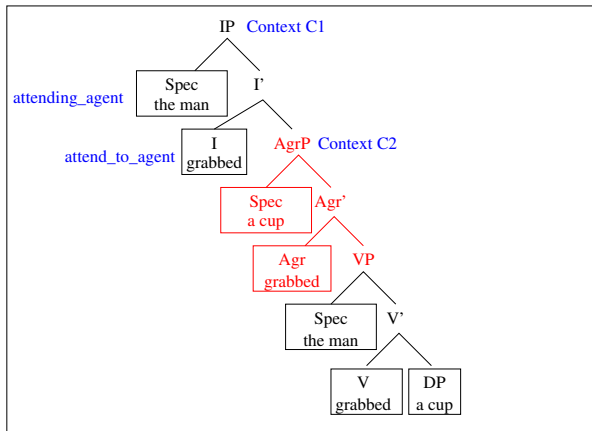 IP Context C1
Spec
the man
I'
attending_agent
I
grabbed
attend_to_agent
AgrP Context C2
Spec
a cup
Agr'
Agr
grabbed
VP
Spec
the man
V'
V
grabbed
DP
a cup